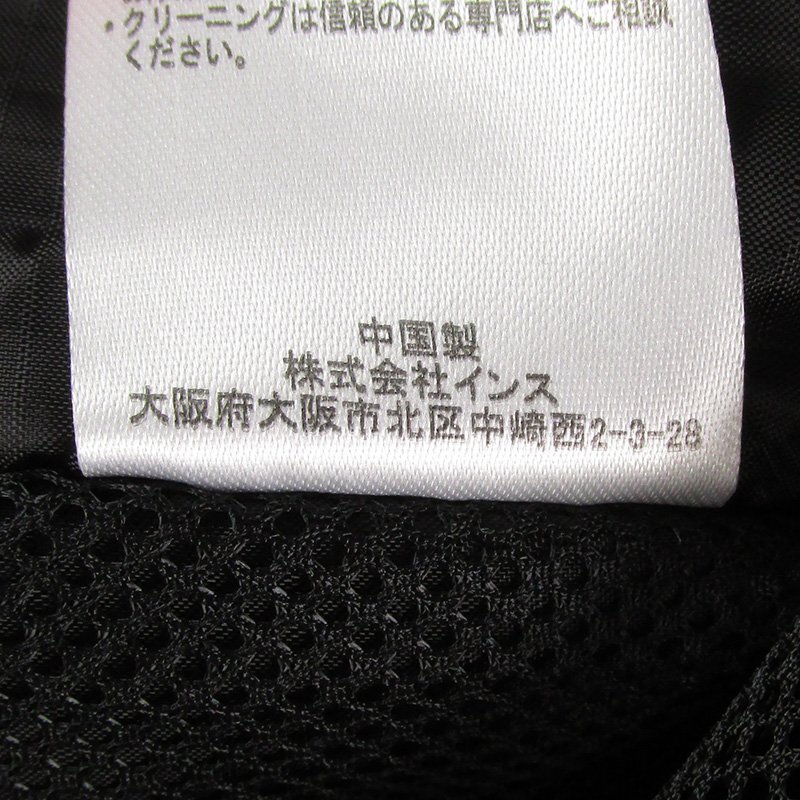 ・クリーニングは信頼のある専門店へご相談
ください。
中国製
株式会社インス
大阪府大阪市北区中崎西2-3-28